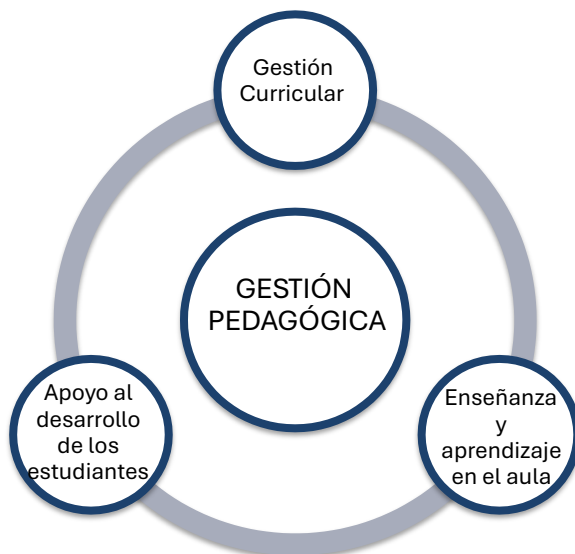 Gestión
Curricular
GESTIÓN
PEDAGÓGICA
Apoyo al
desarrollo
de los
estudiantes
Enseñanza
y
aprendizaje
en el aula